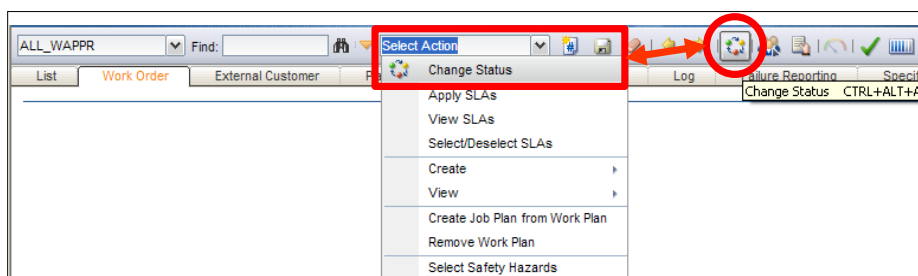 ALL_WAPPR Find: Select Action
List Work Order External Customer Log Failure Reporting
Change Status
Change Status CTRL+ALT+A
Apply SLAs
View SLAs
Select/Deselect SLAs
Create
View
Create Job Plan from Work Plan
Remove Work Plan
Select Safety Hazards